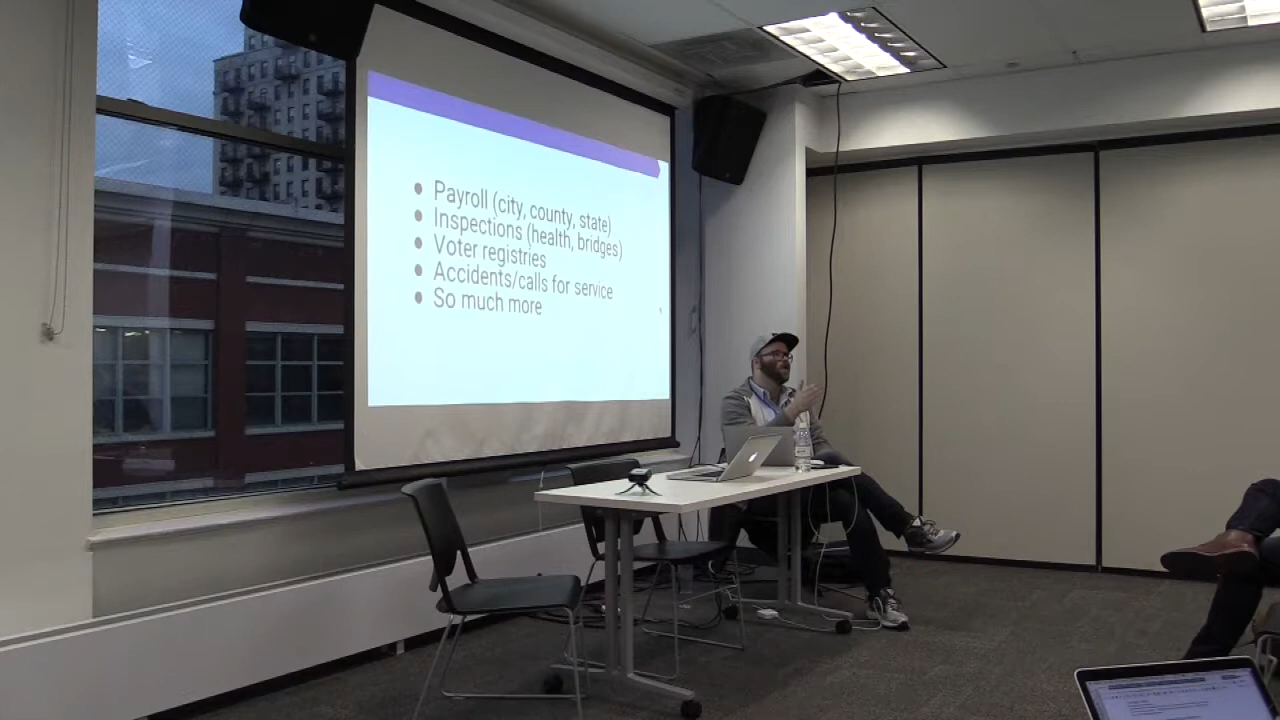 • Payroll (city, county, state)
• Inspections (health, bridges)
• Voter registries
• Accidents/calls for service
• So much more